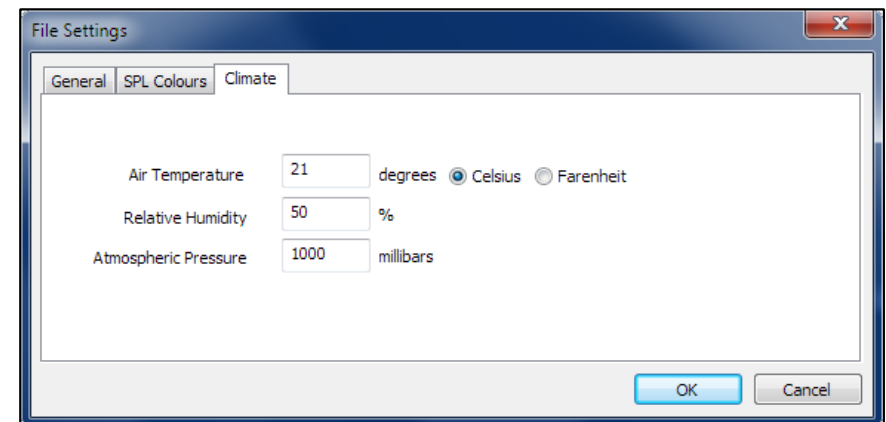 File Settings
General SPL Colours Climate
Air Temperature 21 degrees Celsius Farenheit
Relative Humidity 50 %
Atmospheric Pressure 1000 millibars
OK Cancel